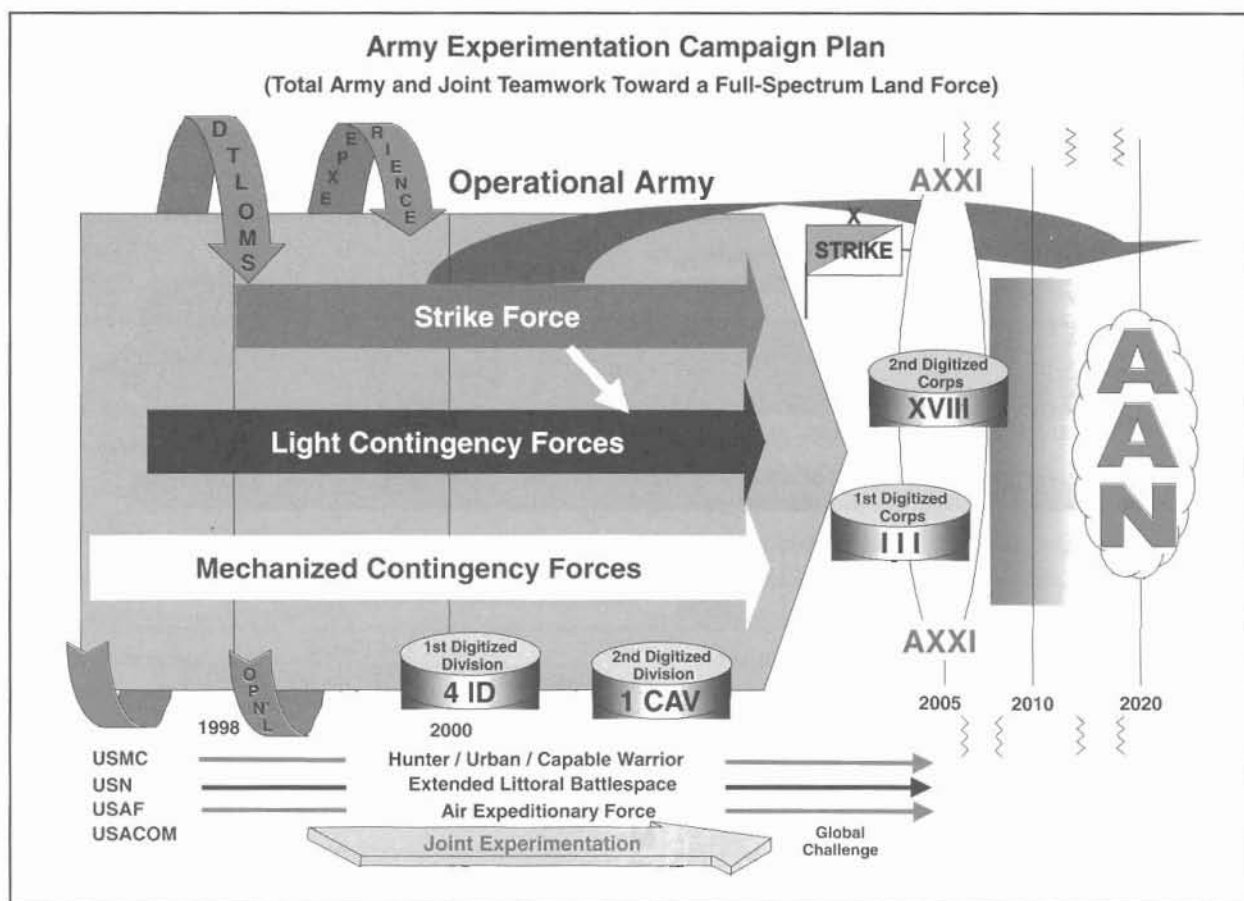 Army Experimentation Campaign Plan
(Total Army and Joint Teamwork Toward a Full-Spectrum Land Force)
DTLOMS
EXPERIENCE
Operational Army
AXXI
X
STRIKE
Strike Force
2nd Digitized
Corps
XVIII
AAN
Light Contingency Forces
1st Digitized
Corps
III
Mechanized Contingency Forces
AXXI
1st Digitized
Division
4 ID
2nd Digitized
Division
1 CAV
OPN'L
1998
2000
2005
2010
2020
USMC
Hunter / Urban / Capable Warrior
USN
Extended Littoral Battlespace
USAF
Air Expeditionary Force
USACOM
Joint Experimentation
Global
Challenge